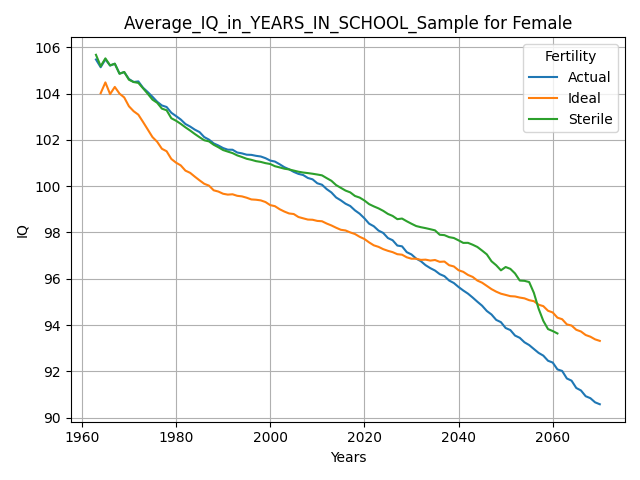 Average_IQ_in_YEARS_IN_SCHOOL_Sample for Female
Fertility
Actual
Ideal
Sterile
106
104
102
100
98
96
94
92
90
IQ
1960
1980
2000
2020
2040
2060
Years